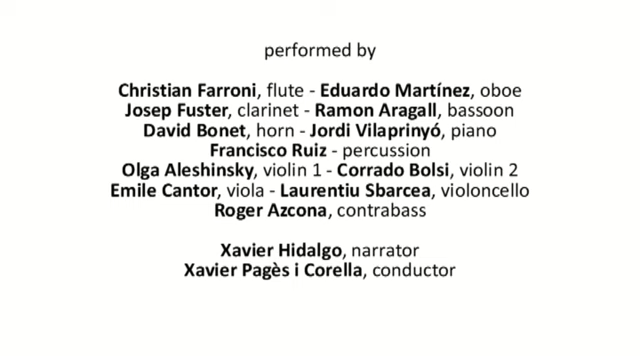 performed by
Christian Farroni, flute - Eduardo Martínez, oboe
Josep Fuster, clarinet - Ramon Aragall, bassoon
David Bonet, horn - Jordi Vilaprinyó, piano
Francisco Ruiz - percussion
Olga Aleshinsky, violin 1 - Corrado Bolsi, violin 2
Emile Cantor, viola - Laurentiu Sbarcea, violoncello
Roger Azcona, contrabass
Xavier Hidalgo, narrator
Xavier Pagès i Corella, conductor